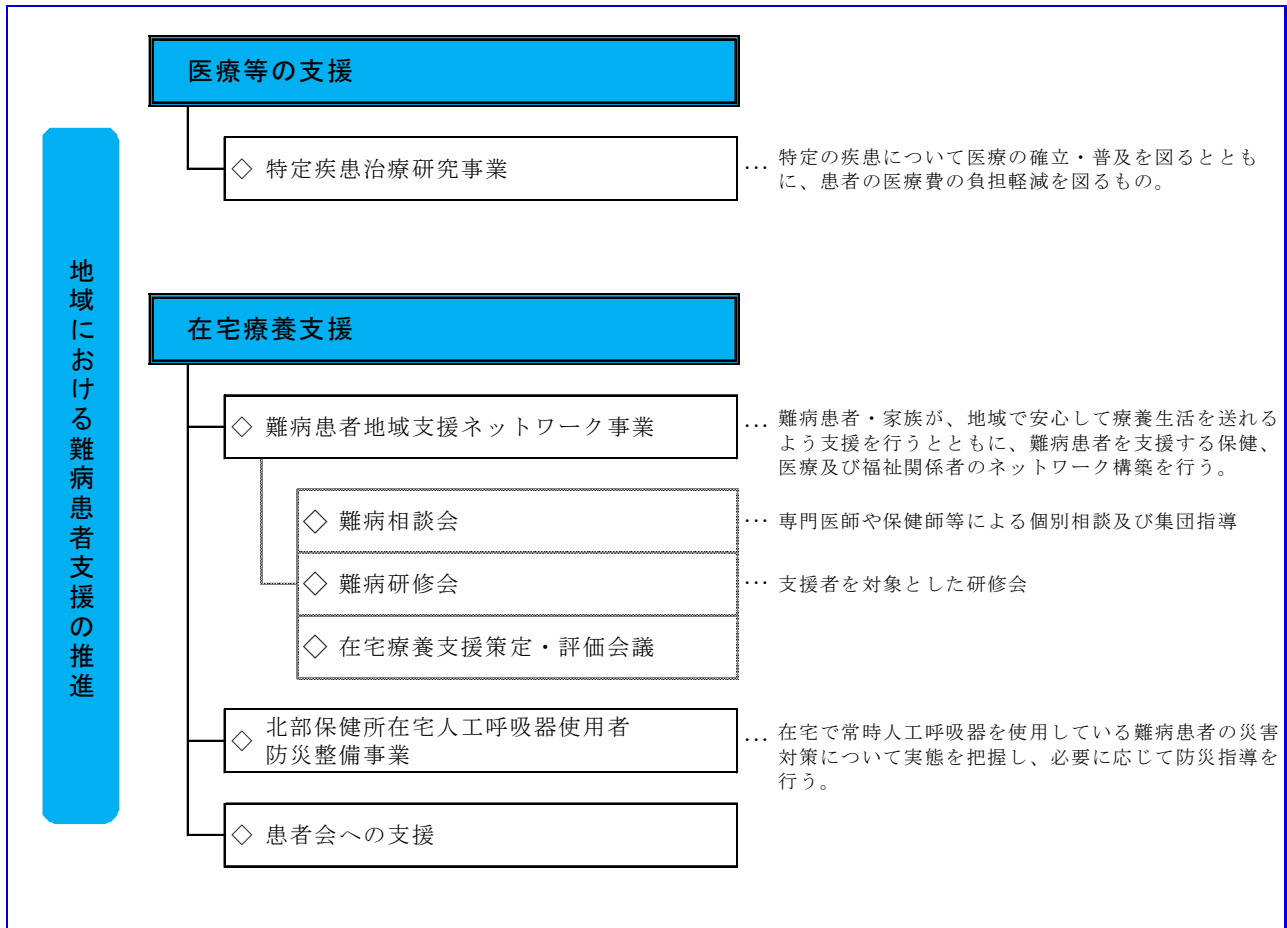 地域における難病患者支援の推進
医療等の支援
◇ 特定疾患治療研究事業
… 特定の疾患について医療の確立・普及を図るととも
に、患者の医療費の負担軽減を図るもの。
在宅療養支援
◇ 難病患者地域支援ネットワーク事業
… 難病患者・家族が、地域で安心して療養生活を送れる
よう支援を行うとともに、難病患者を支援する保健、
医療及び福祉関係者のネットワーク構築を行う。
◇ 難病相談会
… 専門医師や保健師等による個別相談及び集団指導
◇ 難病研修会
… 支援者を対象とした研修会
◇ 在宅療養支援策定・評価会議
◇ 北部保健所在宅人工呼吸器使用者
防災整備事業
… 在宅で常時人工呼吸器を使用している難病患者の災害
対策について実態を把握し、必要に応じて防災指導を
行う。
◇ 患者会への支援